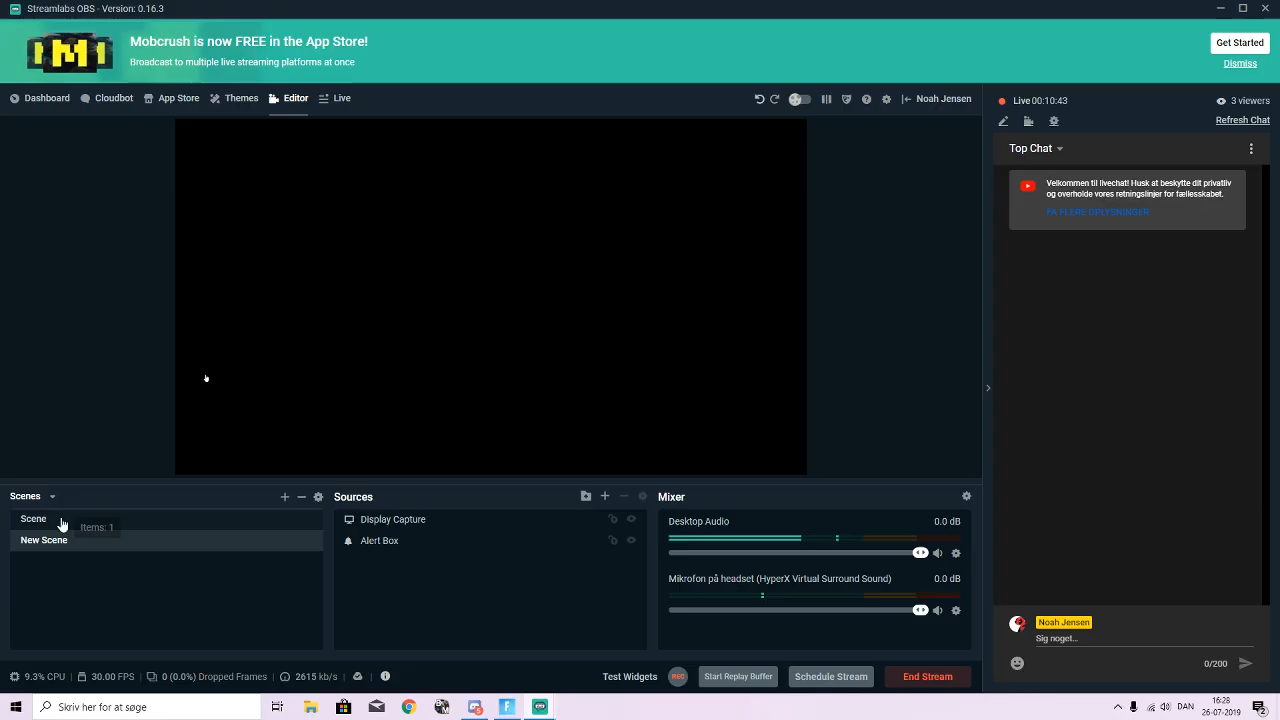 Streamlabs OBS - Version: 0.16.3
Mobcrush is now FREE in the App Store!
Broadcast to multiple live streaming platforms at once
Get Started
Dismiss
Dashboard
Cloudbot
App Store
Themes
Editor
Live
Noah Jensen
Live 00:10:43
3 viewers
Refresh Chat
Top Chat
Velkommen til livechat! Husk at beskytte dit privatliv
og overholde vores retningslinjer for fællesskabet.
FÅ FLERE OPLYSNINGER
Scenes
Scene
Items: 1
New Scene
Sources
Display Capture
Alert Box
Mixer
Desktop Audio
0.0 dB
Mikrofon på headset (HyperX Virtual Surround Sound)
0.0 dB
Noah Jensen
Sig noget...
0/200
9.3% CPU
30.00 FPS
0 (0.0%) Dropped Frames
2615 kb/s
Test Widgets
REC
Start Replay Buffer
Schedule Stream
End Stream
Skriv her for at søge
DAN
16:28
26-07-2019
2